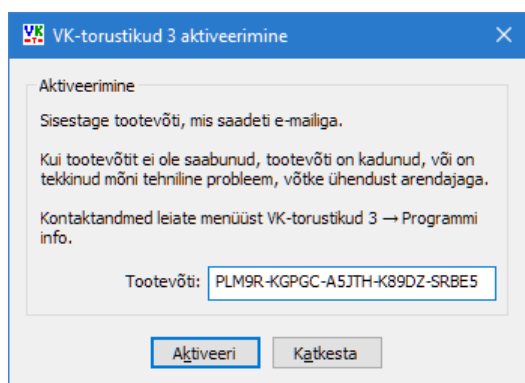 VK-torustikud 3 aktiveerimine
Aktiveerimine
Sisestage tootevõti, mis saadeti e-mailiga.
Kui tootevõtit ei ole saabunud, tootevõti on kadunud, või on
tekkinud mõni tehniline probleem, võtke ühendust arendajaga.
Kontaktandmed leiate menüüst VK-torustikud 3 → Programmi
info.
Tootevõti: PLM9R-KGPGC-A5JTH-K89DZ-SRBE5
Aktiveeri Katkesta